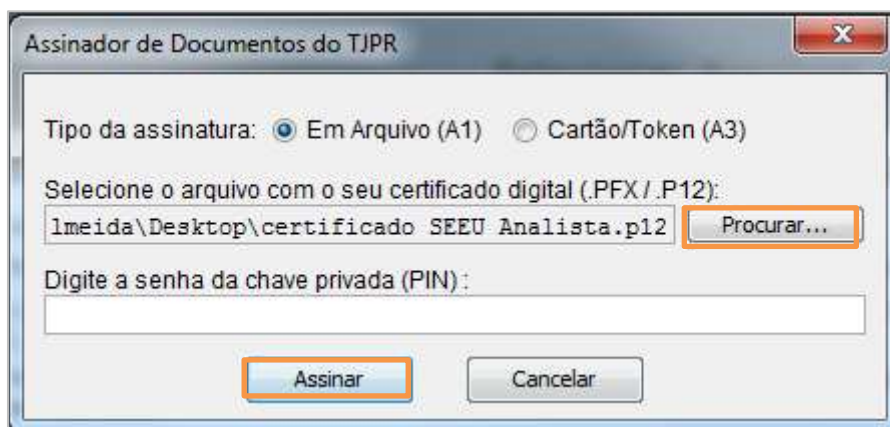 Assinador de Documentos do TJPR
Tipo da assinatura: Em Arquivo (A1) Cartão/Token (A3)
Selecione o arquivo com o seu certificado digital (.PFX / .P12):
lmeida\Desktop\certificado SEEU Analista.p12 Procurar...
Digite a senha da chave privada (PIN) :
Assinar Cancelar